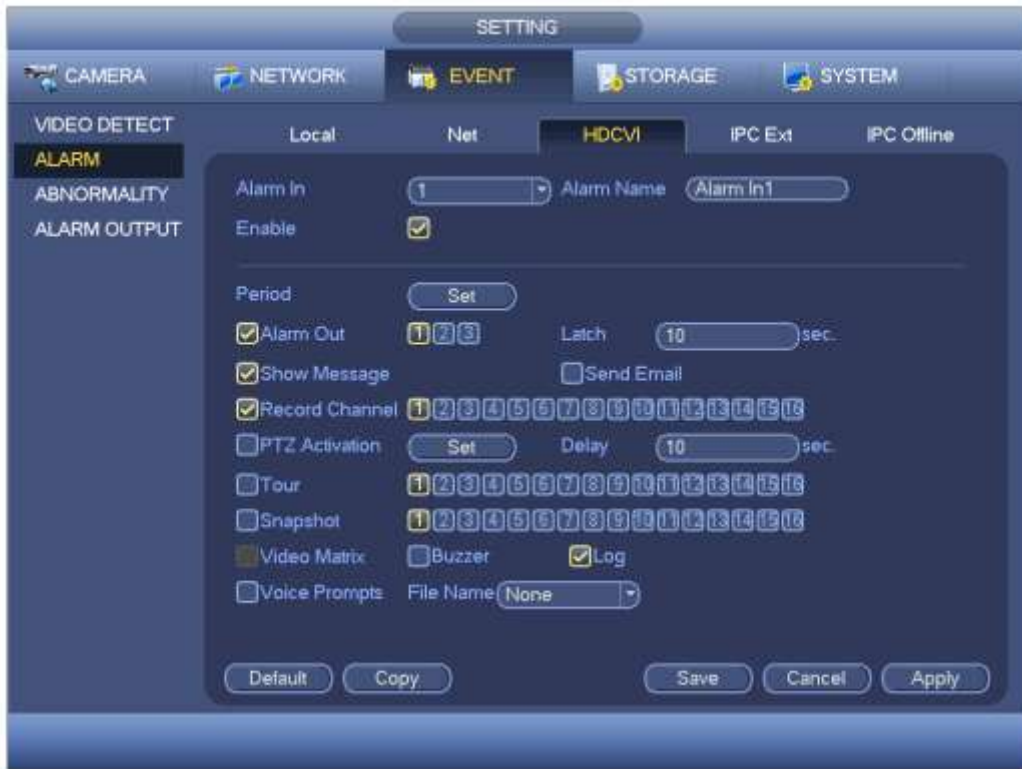 SETTING
CAMERA NETWORK EVENT STORAGE SYSTEM
VIDEO DETECT
ALARM
ABNORMALITY
ALARM OUTPUT
Local Net HDCVI IPC Ext IPC Offline
Alarm In 1 Alarm Name Alarm In1
Enable
Period Set
Alarm Out 1 2 3 Latch 10 sec.
Show Message Send Email
Record Channel 1 2 3 4 5 6 7 8 9 10 11 12 13 14 15 16
PTZ Activation Set Delay 10 sec.
Tour 1 2 3 4 5 6 7 8 9 10 11 12 13 14 15 16
Snapshot 1 2 3 4 5 6 7 8 9 10 11 12 13 14 15 16
Video Matrix Buzzer Log
Voice Prompts File Name None
Default Copy Save Cancel Apply